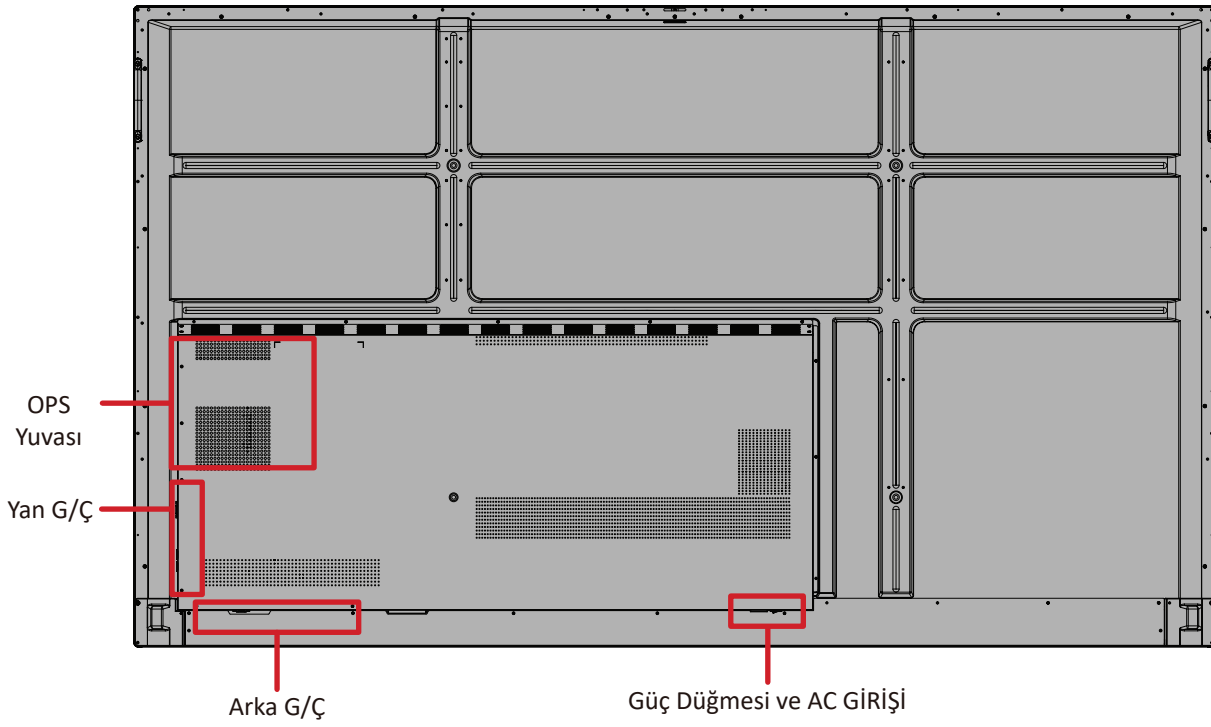 OPS
Yuvası
Yan G/Ç
Arka G/Ç
Güç Düğmesi ve AC GİRİŞİ